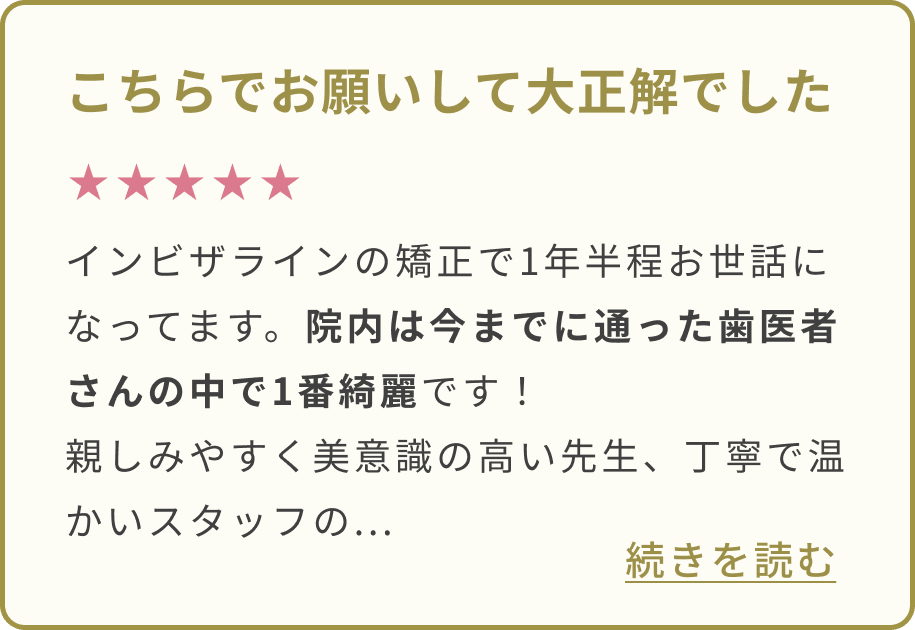 こちらでお願いして大正解でした
★★★★★
インビザラインの矯正で1年半程お世話に
なってます。院内は今までに通った歯医者
さんの中で1番綺麗です！
親しみやすく美意識の高い先生、丁寧で温
かいスタッフの...
続きを読む